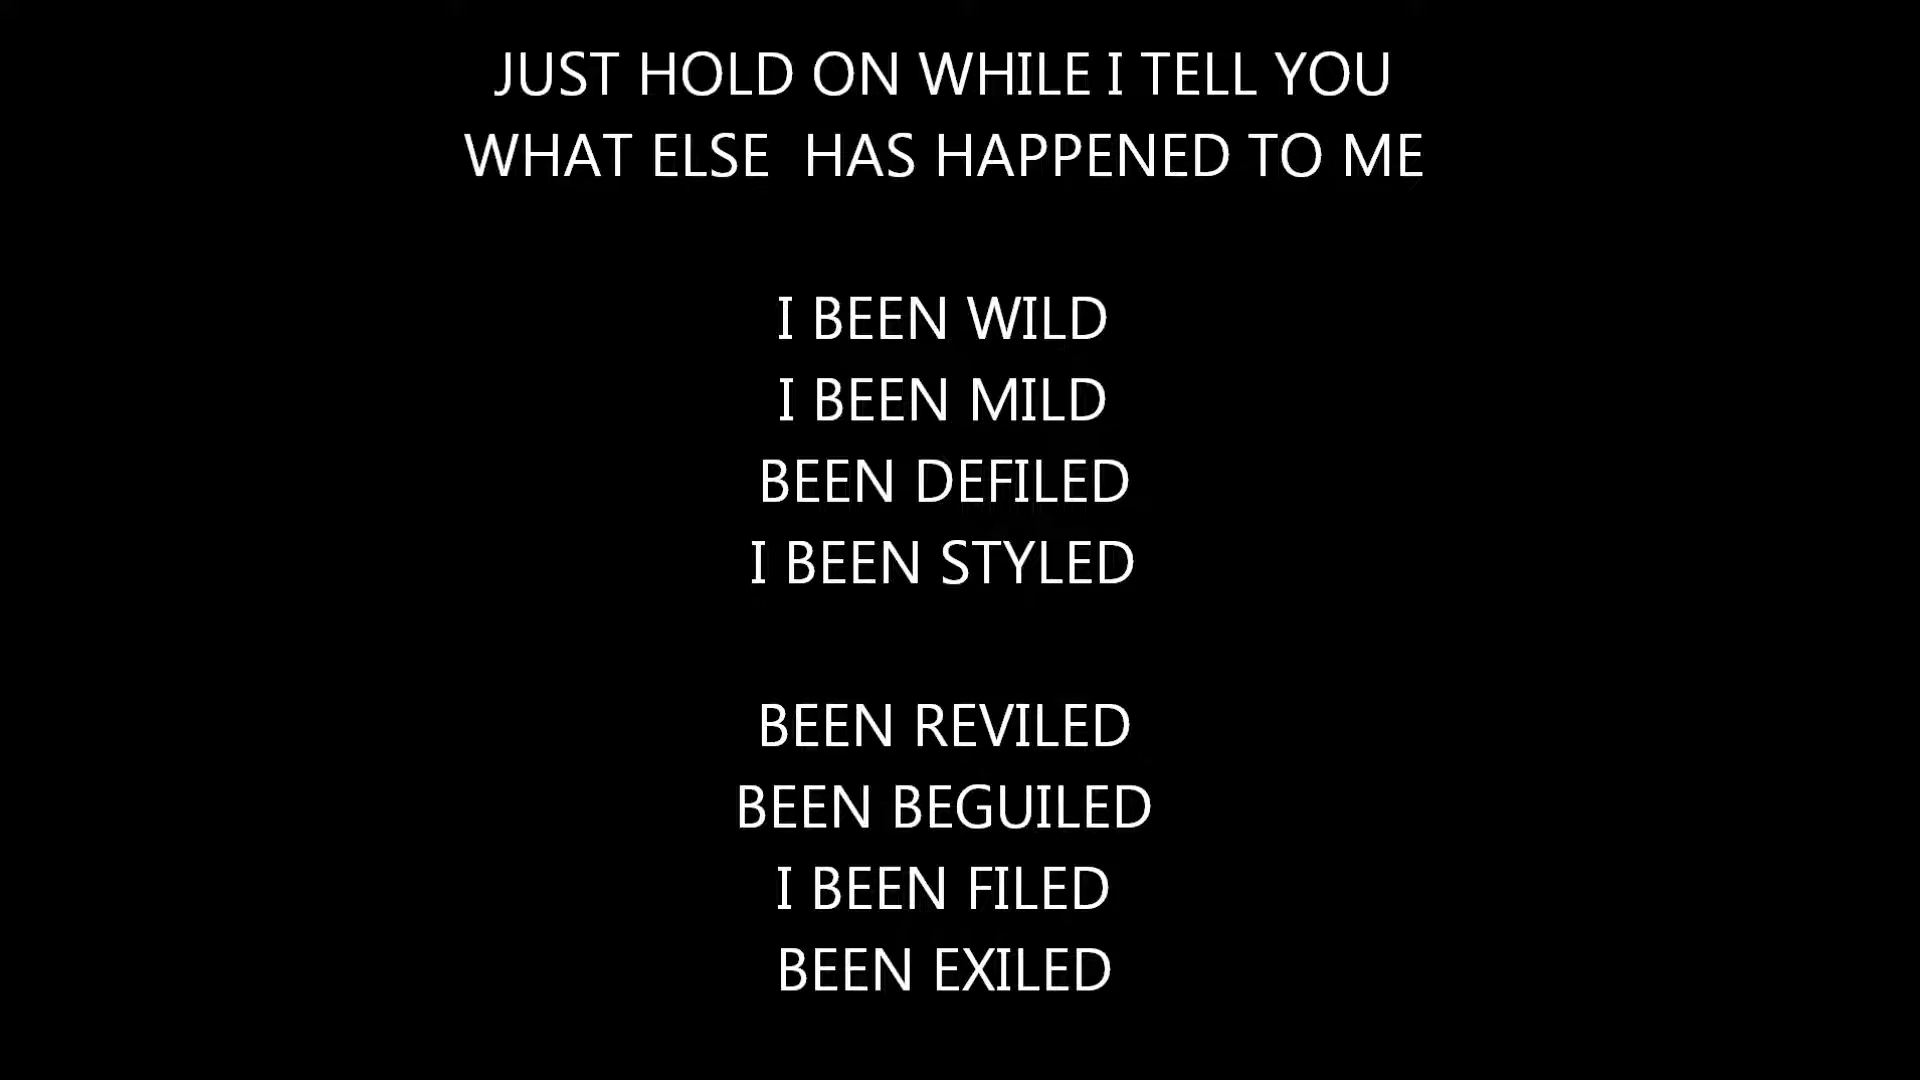 JUST HOLD ON WHILE I TELL YOU
WHAT ELSE  HAS HAPPENED TO ME
I BEEN WILD
I BEEN MILD
BEEN DEFILED
I BEEN STYLED
BEEN REVILED
BEEN BEGUILED
I BEEN FILED
BEEN EXILED